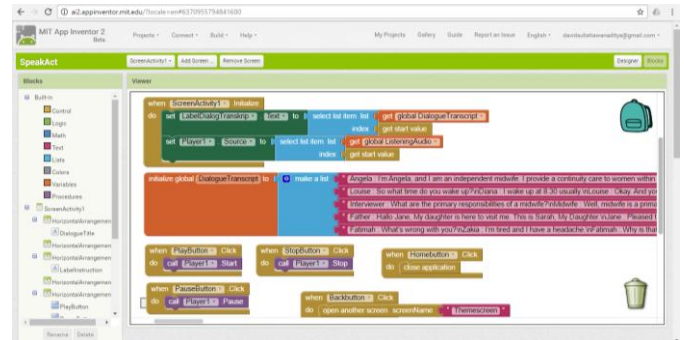 ai2.appinventor.mit.edu/?locale=en#6370955794841600
MIT App Inventor 2
Beta
Projects Connect Build Help
My Projects Gallery Guide Report an Issue English
SpeakAct
ScreenActivity1 Add Screen ... Remove Screen
Designer Blocks
Blocks
Viewer
Built-in
Control
Logic
Math
Text
Lists
Colors
Variables
Procedures
ScreenActivity1
HorizontalArrangemen
DialogueTitle
HorizontalArrangemen
LabelInstruction
HorizontalArrangemen
PlayButton
Rename Delete
when ScreenActivity1 Initialize
do set LabelDialogTranskrip Text to select list item list get global DialogueTranscript
index get start value
set Player1 Source to select list item list get global ListeningAudio
index get start value
initialize global DialogueTranscript to make a list
Angela : I'm Angela, and I am an independent midwife. I provide a continuity care to women within
Louise : So what time do you wake up?\nDiana : I wake up at 9.30 usually \nLouise : Okay. And yo
Interviewer : What are the primary responsibilities of a midwife?\nMidwife : Well, midwife is a prima
Father : Hallo Jane, My daughter is here to visit me. This is Sarah, My Daughter \nJane : Pleased
Fatimah : What's wrong with you?\nZaka : I'm tired and I have a headache \nFatimah : Why is that
when PlayButton Click
do call Player1 Start
when StopButton Click
do call Player1 Stop
when Homebutton Click
do close application
when PauseButton Click
do call Player1 Pause
when Backbutton Click
do open another screen screenName Themescreen